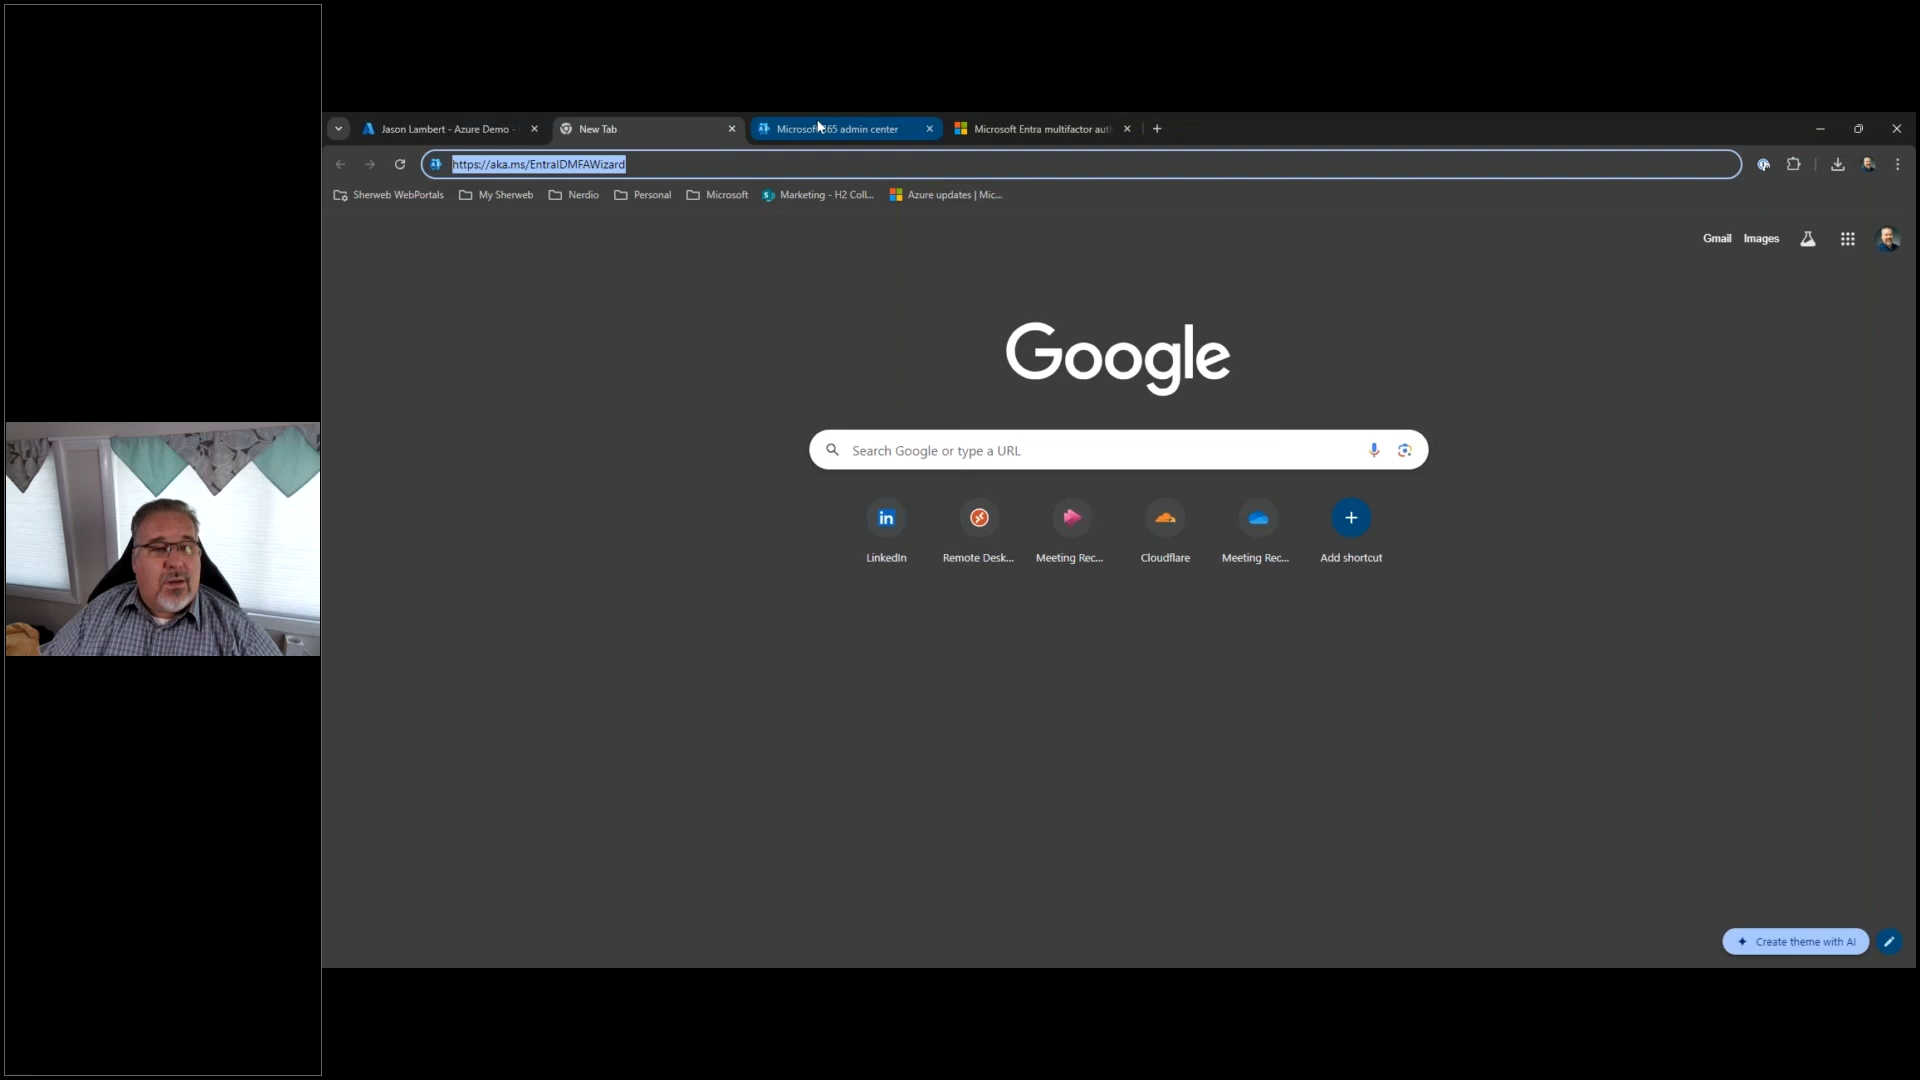 Jason Lambert - Azure Demo -
New Tab
Microsoft 365 admin center
Microsoft Entra multifactor aut
https://aka.ms/EntraIDMFAWizard
Sherweb WebPortals
My Sherweb
Nerdio
Personal
Microsoft
Marketing - H2 Coll...
Azure updates | Mic...
Gmail
Images
Google
Search Google or type a URL
LinkedIn
Remote Desk...
Meeting Rec...
Cloudflare
Meeting Rec...
Add shortcut
Create theme with AI